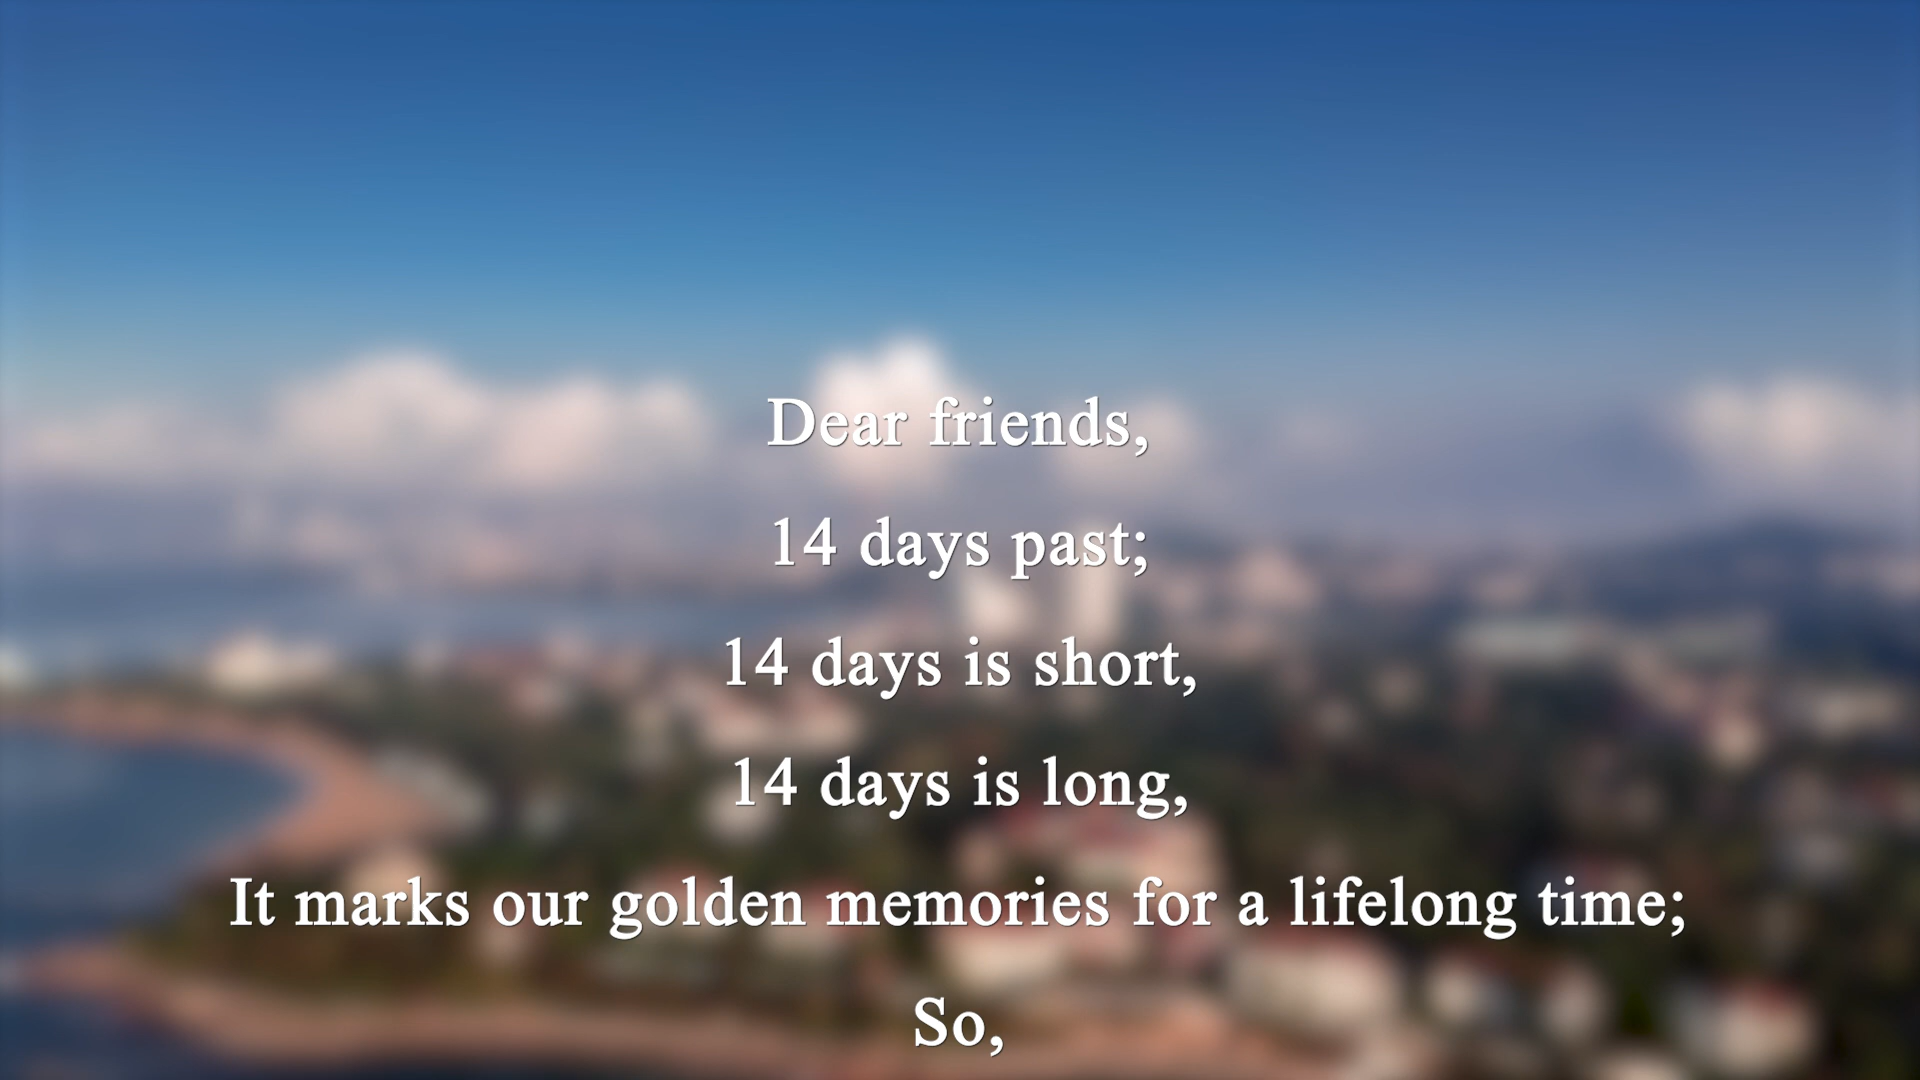 Dear friends,
14 days past;
14 days is short,
14 days is long,
It marks our golden memories for a lifelong time;
So,